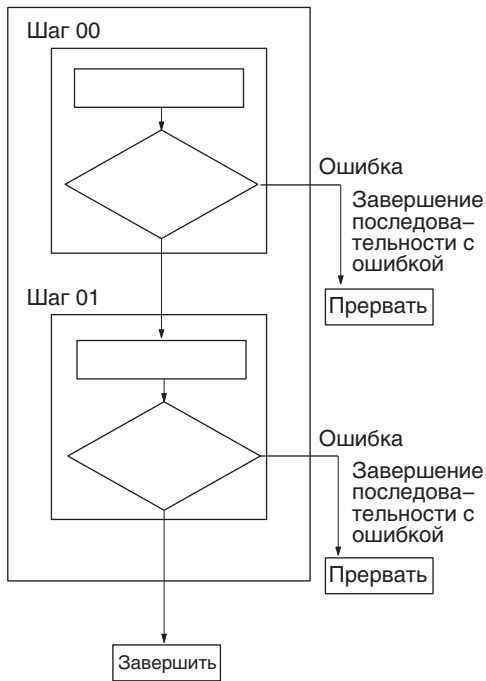 Шаг 00
Ошибка
Завершение
последова–
тельности с
ошибкой
Прервать
Шаг 01
Ошибка
Завершение
последова–
тельности с
ошибкой
Прервать
Завершить